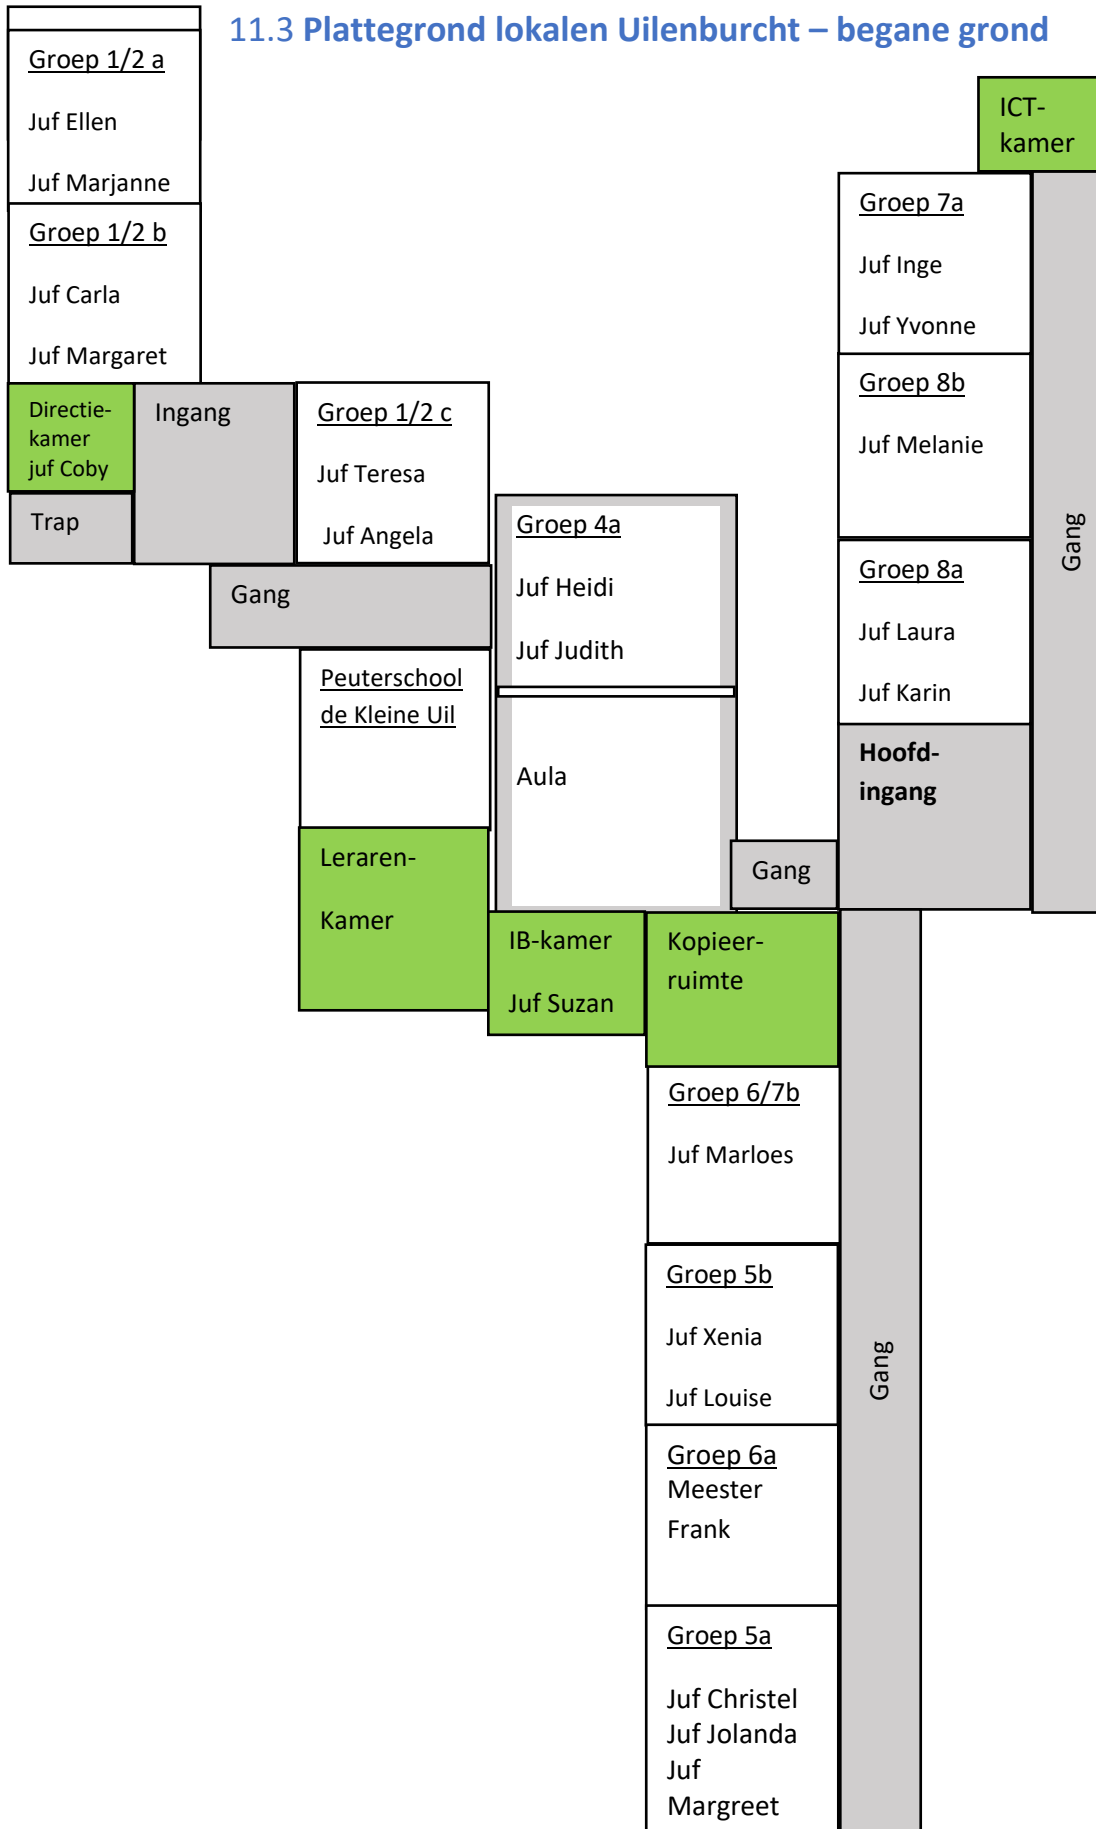 11.3 Plattegrond lokalen Uilenburcht – begane grond
Groep 1/2 a
Juf Ellen
Juf Marjanne
Groep 1/2 b
Juf Carla
Juf Margaret
Directie-
kamer
juf Coby
Trap
Ingang
Groep 1/2 c
Juf Teresa
Juf Angela
Gang
Peuterschool
de Kleine Uil
Leraren-
Kamer
Groep 4a
Juf Heidi
Juf Judith
Aula
IB-kamer
Juf Suzan
Gang
Kopieer-
ruimte
Groep 6/7b
Juf Marloes
Groep 5b
Juf Xenia
Juf Louise
Groep 6a
Meester
Frank
Groep 5a
Juf Christel
Juf Jolanda
Juf
Margreet
Gang
ICT-
kamer
Groep 7a
Juf Inge
Juf Yvonne
Groep 8b
Juf Melanie
Groep 8a
Juf Laura
Juf Karin
Hoofd-
ingang
Gang